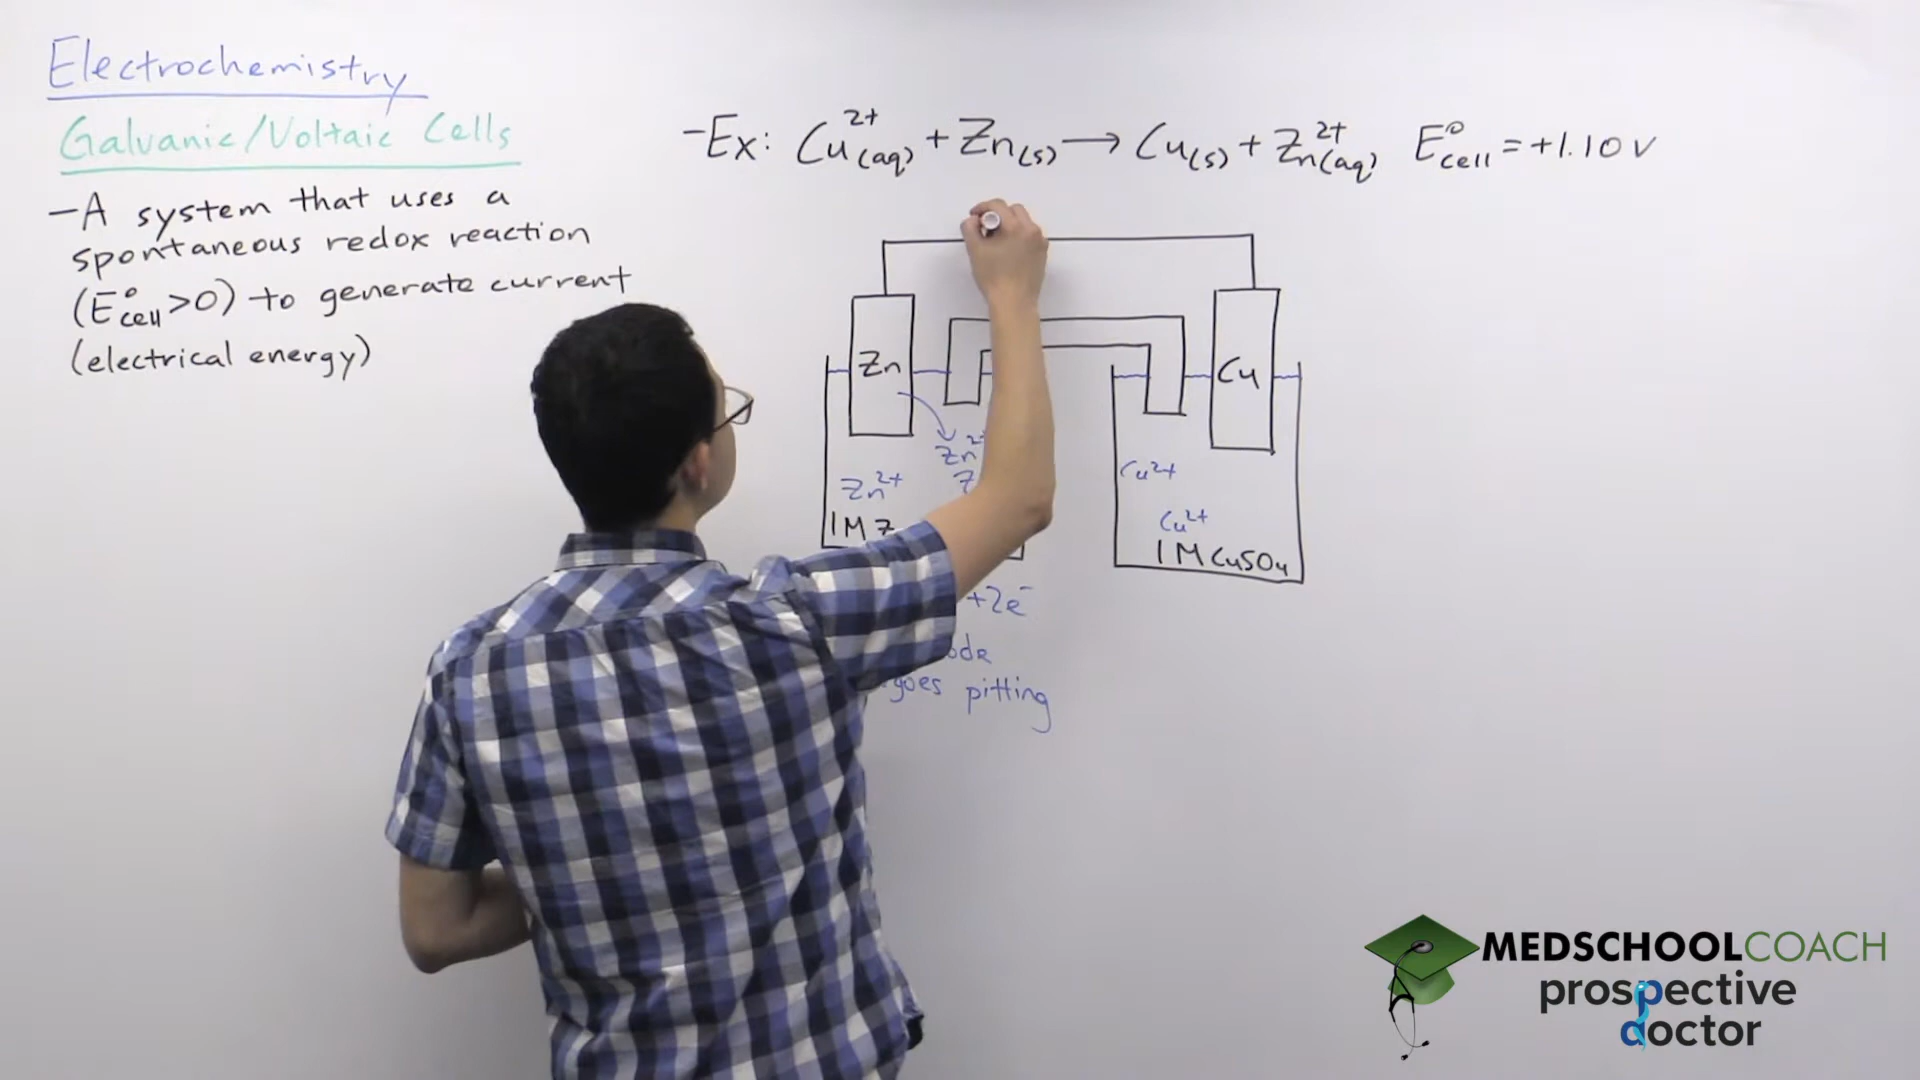 Electrochemistry
Galvanic/Voltaic Cells
-A system that uses a
spontaneous redox reaction
(E°cell>0) to generate current
(electrical energy)
-Ex: Cu²⁺(aq) + Zn(s) → Cu(s) + Zn²⁺(aq) E°cell = +1.10 V
Zn
Cu
Zn
Zn²⁺
1M
Cu²⁺
Cu²⁺
1M CuSO₄
+2e⁻
pitting
MEDSCHOOLCOACH
prospective
doctor